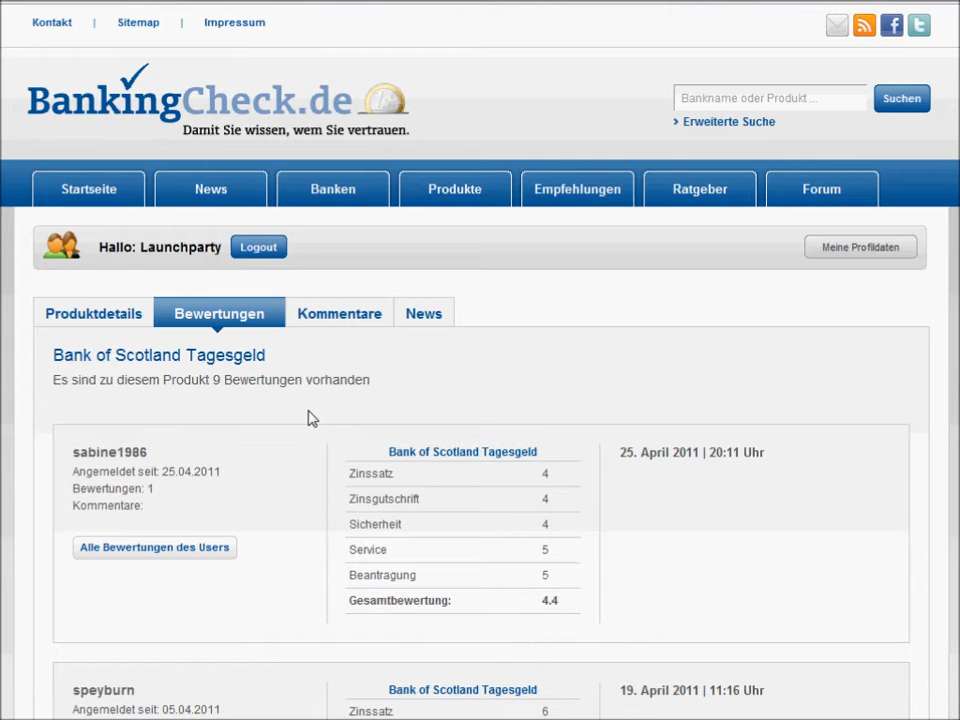 Kontakt | Sitemap | Impressum
BankingCheck.de
Damit Sie wissen, wem Sie vertrauen.
Bankname oder Produkt ...
Suchen
Erweiterte Suche
Startseite News Banken Produkte Empfehlungen Ratgeber Forum
Hallo: Launchparty Logout Meine Profildaten
Produktdetails Bewertungen Kommentare News
Bank of Scotland Tagesgeld
Es sind zu diesem Produkt 9 Bewertungen vorhanden
sabine1986
Angemeldet seit: 25.04.2011
Bewertungen: 1
Kommentare:
Alle Bewertungen des Users
Bank of Scotland Tagesgeld
Zinssatz 4
Zinsgutschrift 4
Sicherheit 4
Service 5
Beantragung 5
Gesamtbewertung: 4.4
25. April 2011 | 20:11 Uhr
speyburn
Angemeldet seit: 05.04.2011
Bank of Scotland Tagesgeld
Zinssatz 6
19. April 2011 | 11:16 Uhr